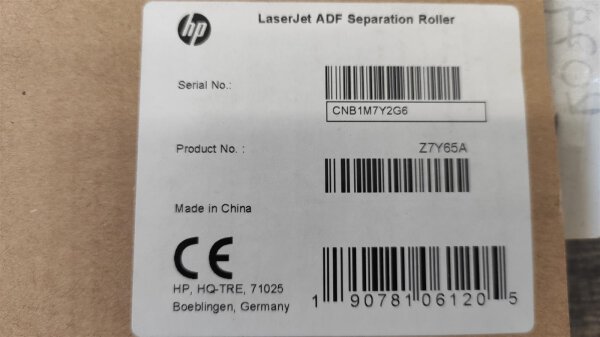 hp
LaserJet ADF Separation Roller
Serial No.:
CNB1M7Y2G6
Product No. : Z7Y65A
Made in China
CE
HP, HQ-TRE, 71025
Boeblingen, Germany
1 90781 06120 5